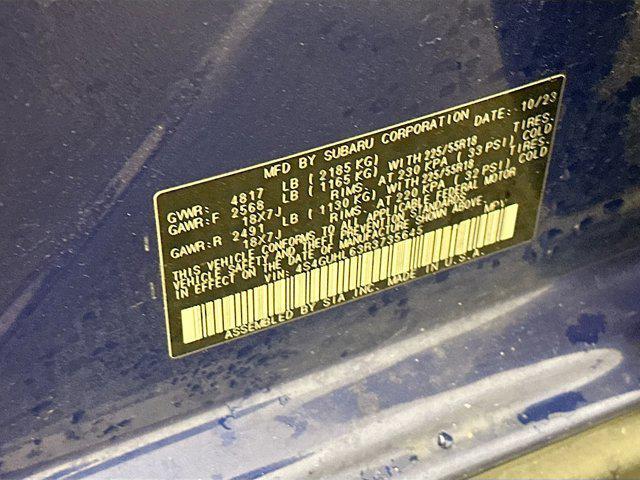 MFD BY SUBARU CORPORATION DATE: 10/23
GVWR: 4817 LB (2185 KG)
GAWR:F 2568 LB (1165 KG) WITH 225/55R18 TIRES.
18X7J RIMS. AT 230 KPA (33 PSI) COLD
GAWR:R 2491 LB (1130 KG) WITH 225/55R18 TIRES.
18X7J RIMS. AT 220 KPA (32 PSI) COLD
THIS VEHICLE CONFORMS TO ALL APPLICABLE FEDERAL MOTOR
VEHICLE SAFETY AND THEFT PREVENTION STANDARDS
IN EFFECT ON THE DATE OF MANUFACTURE SHOWN ABOVE.
VIN: 4S4GUHL63R3735645 MPV
ASSEMBLED BY SIA INC. MADE IN U.S.A.